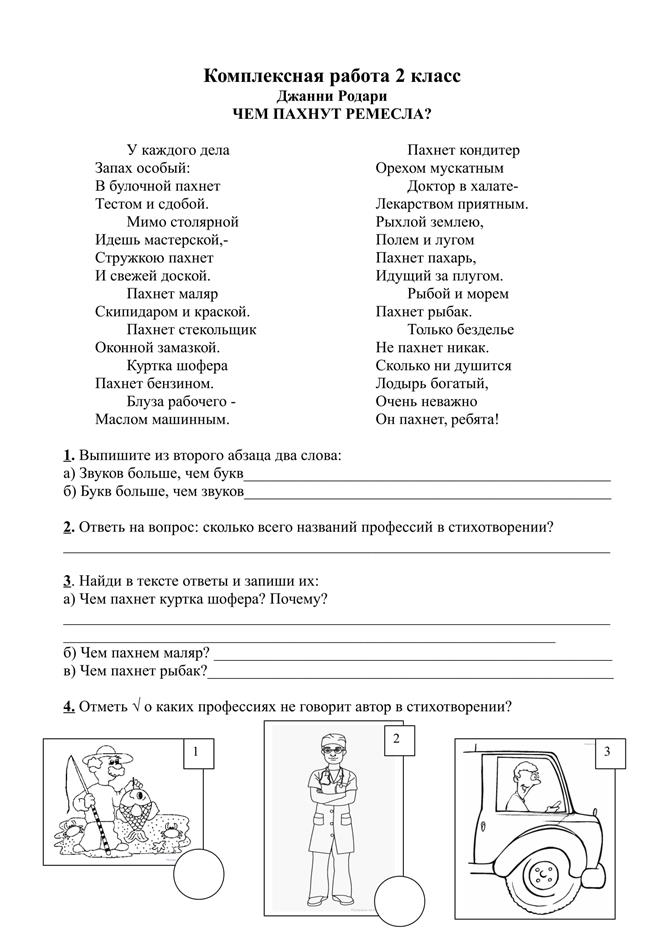 Комплексная работа 2 класс
Джанни Родари
ЧЕМ ПАХНУТ РЕМЕСЛА?
У каждого дела
Запах особый:
В булочной пахнет
Тестом и сдобой.
Мимо столярной
Идешь мастерской,-
Стружкою пахнет
И свежей доской.
Пахнет маляр
Скипидаром и краской.
Пахнет стекольщик
Оконной замазкой.
Куртка шофера
Пахнет бензином.
Блуза рабочего -
Маслом машинным.
Пахнет кондитер
Орехом мускатным
Доктор в халате-
Лекарством приятным.
Рыхлой землею,
Полем и лугом
Пахнет пахарь,
Идущий за плугом.
Рыбой и морем
Пахнет рыбак.
Только безделье
Не пахнет никак.
Сколько ни душится
Лодырь богатый,
Очень неважно
Он пахнет, ребята!
1. Выпишите из второго абзаца два слова:
а) Звуков больше, чем букв
б) Букв больше, чем звуков
2. Ответь на вопрос: сколько всего названий профессий в стихотворении?
3. Найди в тексте ответы и запиши их:
а) Чем пахнет куртка шофера? Почему?
б) Чем пахнем маляр?
в) Чем пахнет рыбак?
4. Отметь √ о каких профессиях не говорит автор в стихотворении?
1
2
3